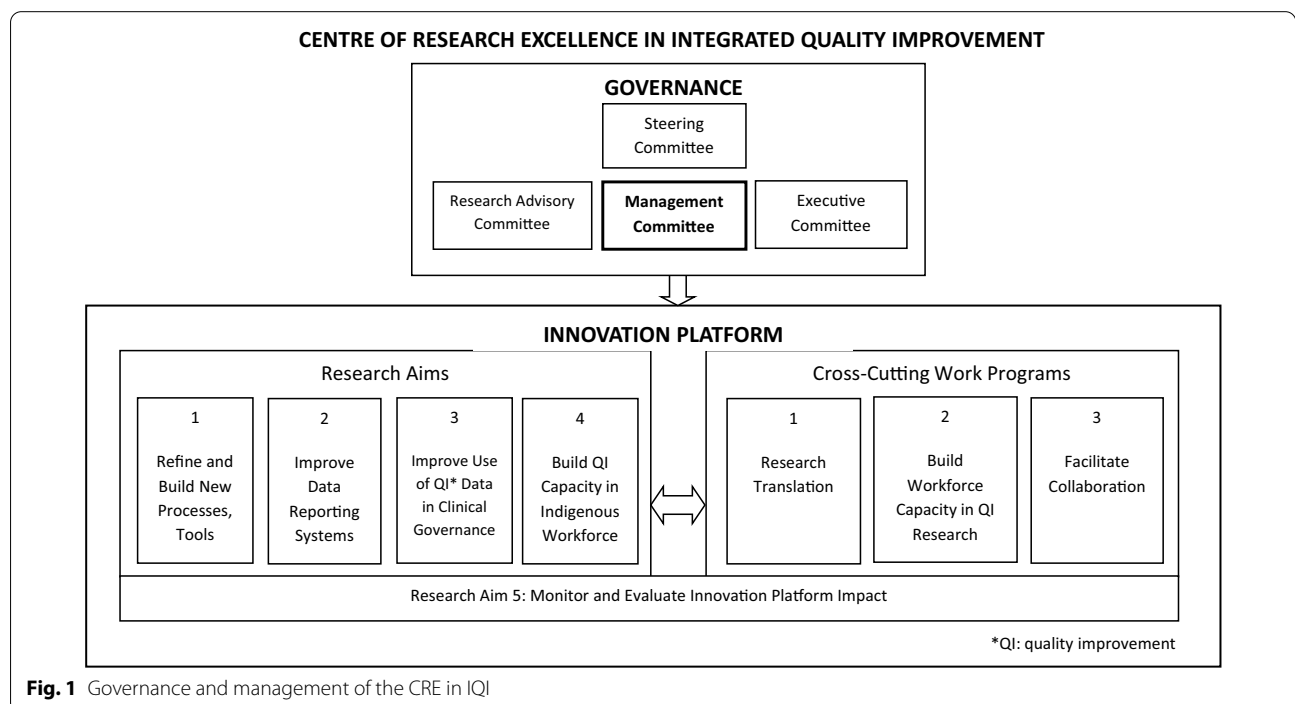 CENTRE OF RESEARCH EXCELLENCE IN INTEGRATED QUALITY IMPROVEMENT
GOVERNANCE
Steering
Committee
Research Advisory
Committee
Management
Committee
Executive
Committee
INNOVATION PLATFORM
Research Aims
1
Refine and
Build New
Processes,
Tools
2
Improve
Data
Reporting
Systems
3
Improve Use
of QI* Data
in Clinical
Governance
4
Build QI
Capacity in
Indigenous
Workforce
Cross-Cutting Work Programs
1
Research
Translation
2
Build
Workforce
Capacity in QI
Research
3
Facilitate
Collaboration
Research Aim 5: Monitor and Evaluate Innovation Platform Impact
*QI: quality improvement
Fig. 1 Governance and management of the CRE in IQI